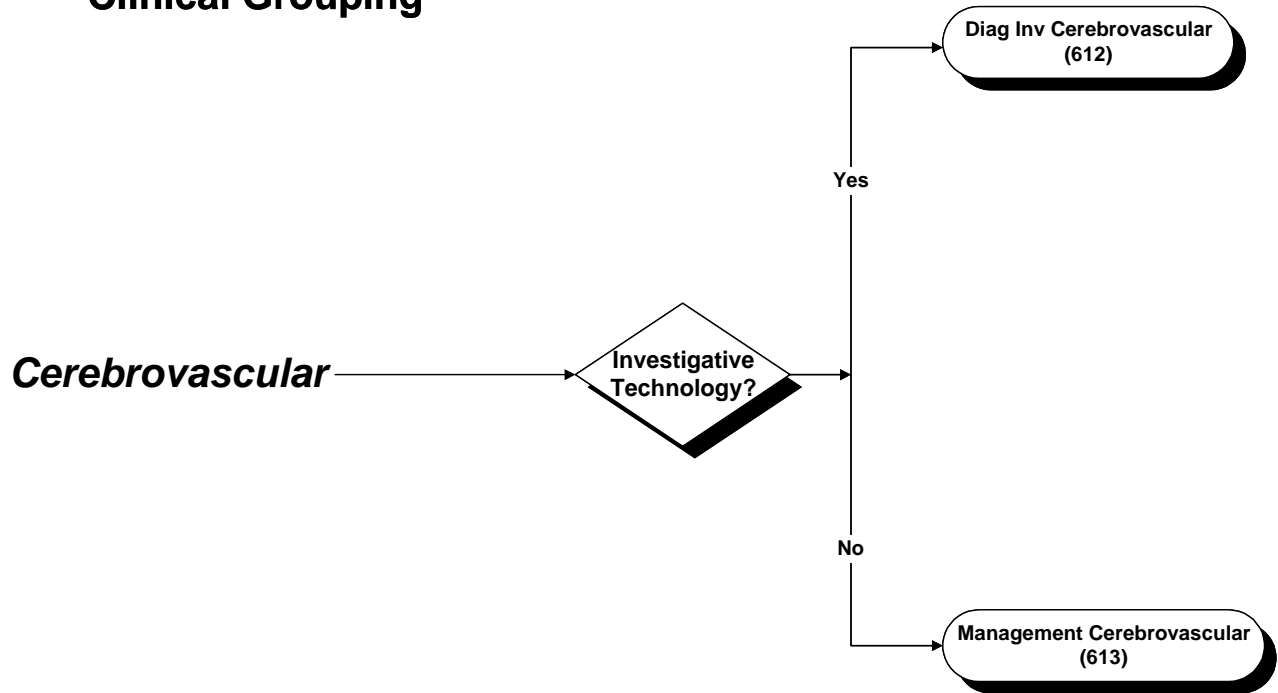 Clinical Grouping
Diag Inv Cerebrovascular
(612)
Yes
Cerebrovascular
Investigative
Technology?
No
Management Cerebrovascular
(613)